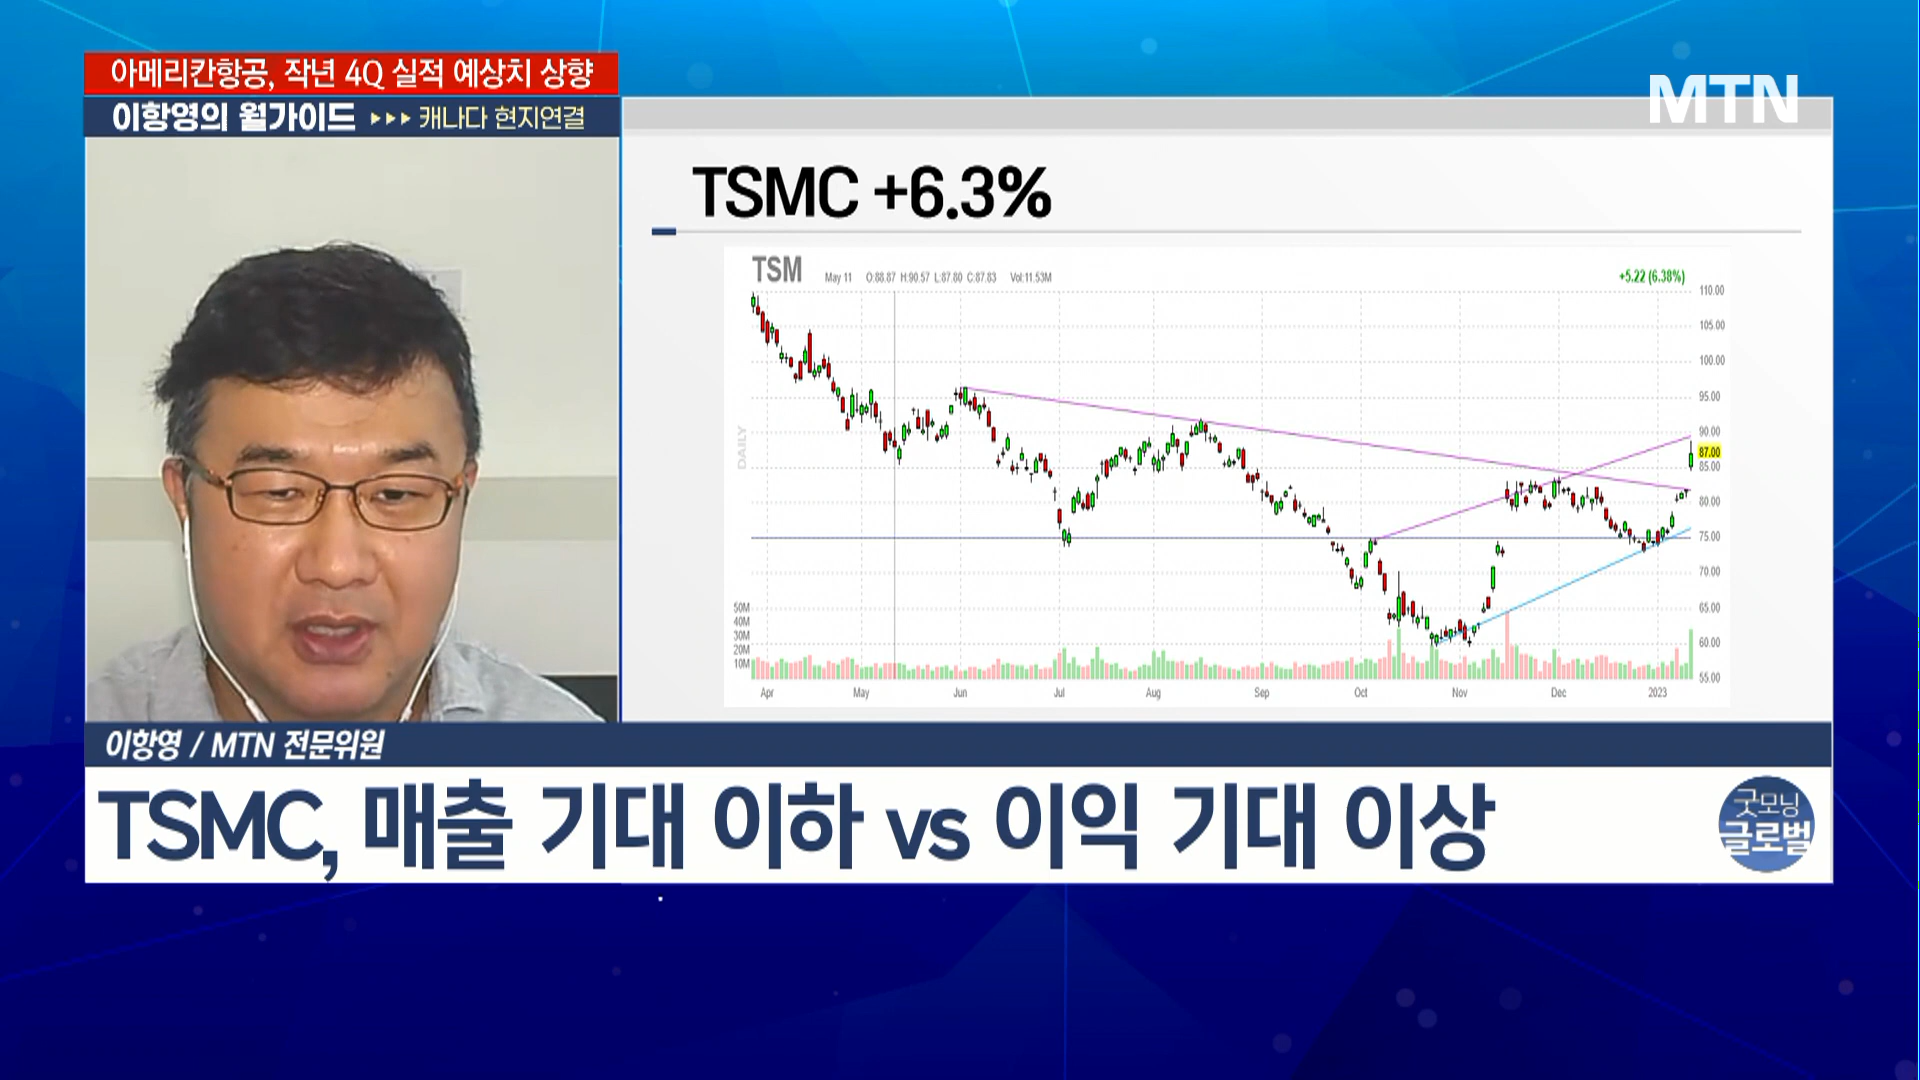 아메리칸항공, 작년 4Q 실적 예상치 상향
이항영의 월가이드 ▸▸▸ 캐나다 현지연결
MTN
TSMC +6.3%
TSM May 11 O:88.87 H:90.57 L:87.80 C:87.83 Vol:11.53M +5.22 (6.38%)
DAILY
110.00
105.00
100.00
95.00
90.00
87.00
85.00
80.00
75.00
70.00
65.00
60.00
55.00
50M
40M
30M
20M
10M
Apr May Jun Jul Aug Sep Oct Nov Dec 2023
이항영 / MTN 전문위원
TSMC, 매출 기대 이하 vs 이익 기대 이상
굿모닝
글로벌